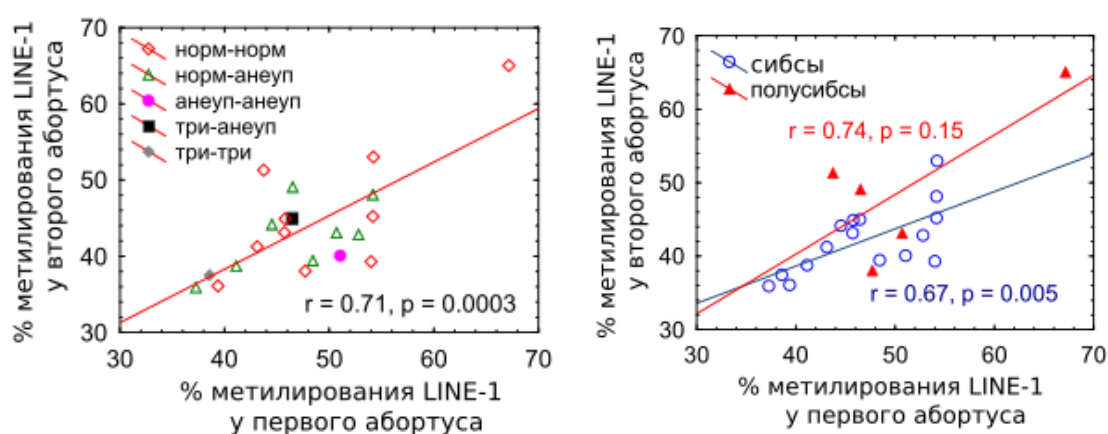 % метилирования LINE-1
у второго абортуса
70
60
50
40
30
норм-норм
норм-анеуп
анеуп-анеуп
три-анеуп
три-три
r = 0.71, p = 0.0003
30 40 50 60 70
% метилирования LINE-1
у первого абортуса
% метилирования LINE-1
у второго абортуса
70
60
50
40
30
сибсы
полусибсы
r = 0.74, p = 0.15
r = 0.67, p = 0.005
30 40 50 60 70
% метилирования LINE-1
у первого абортуса